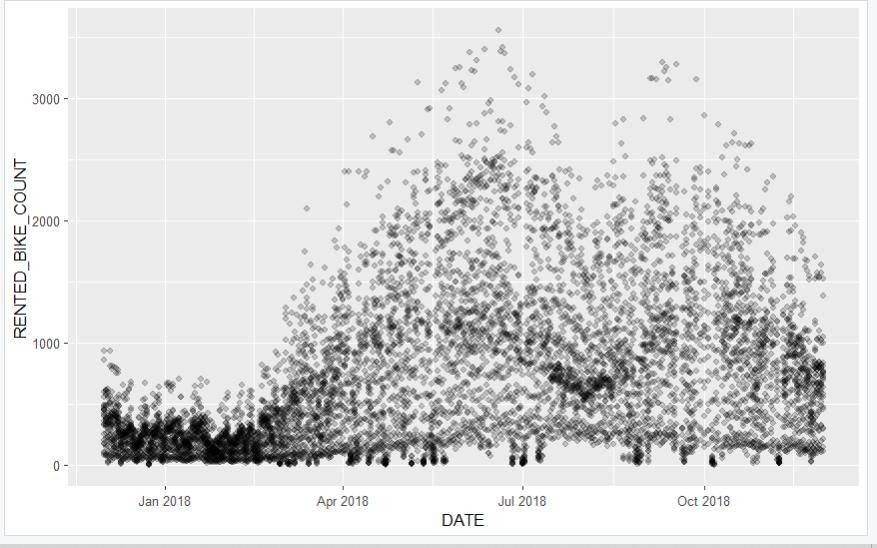 3000
2000
1000
0
RENTED_BIKE_COUNT
Jan 2018
Apr 2018
Jul 2018
Oct 2018
DATE